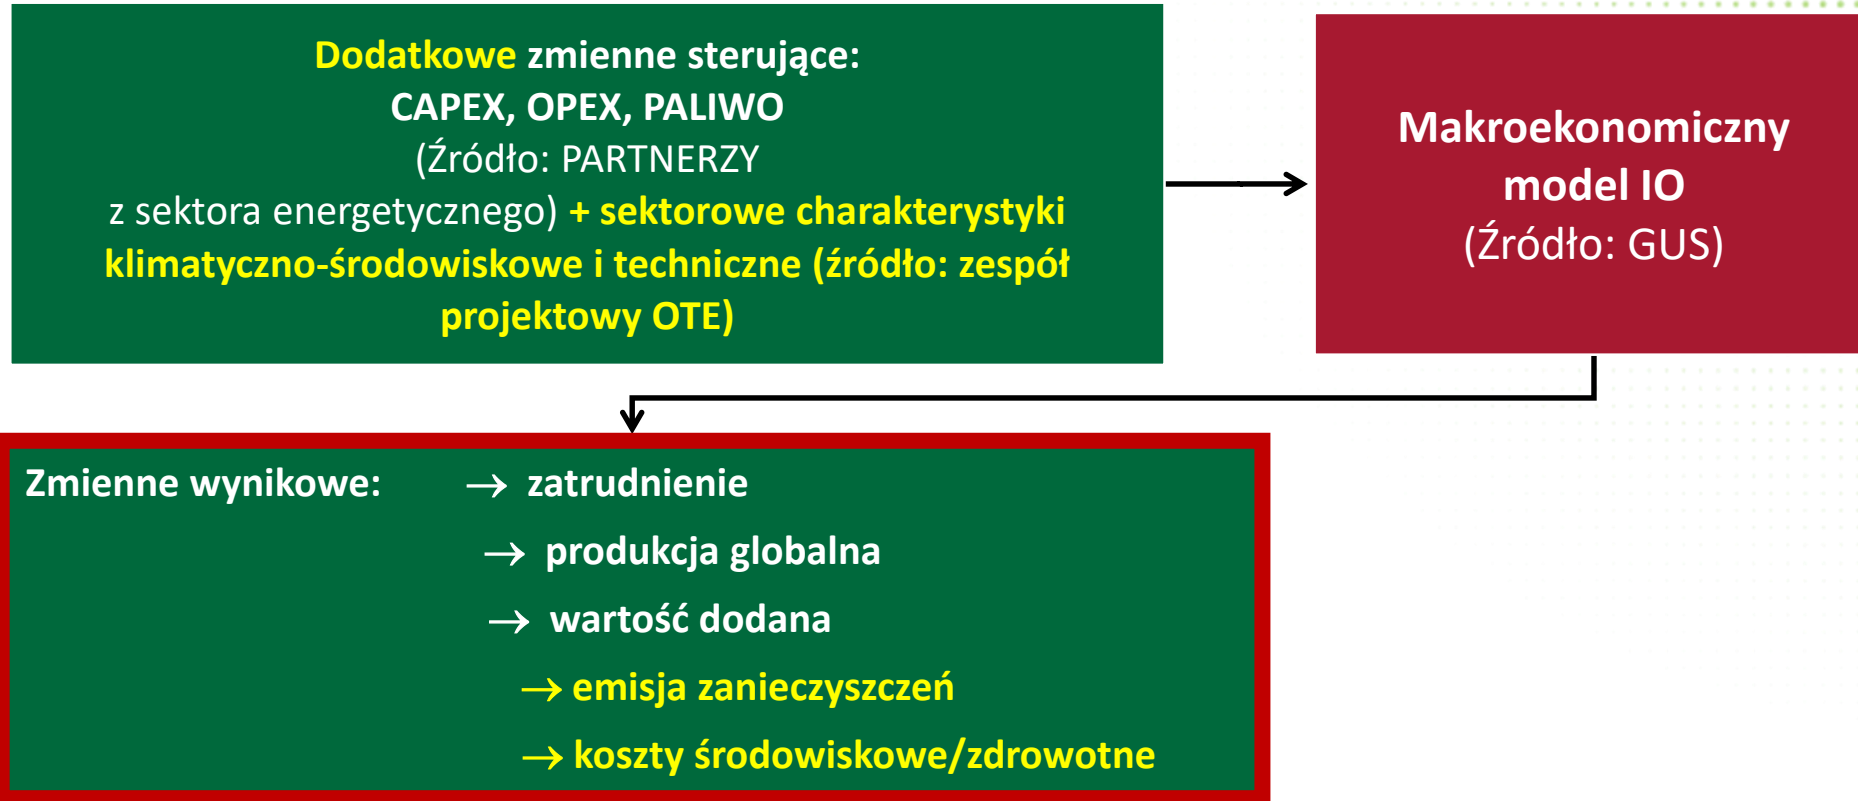 Dodatkowe zmienne sterujące:
CAPEX, OPEX, PALIWO
(Źródło: PARTNERZY
z sektora energetycznego) + sektorowe charakterystyki
klimatyczno-środowiskowe i techniczne (źródło: zespół
projektowy OTE)
Makroekonomiczny
model IO
(Źródło: GUS)
Zmienne wynikowe: → zatrudnienie
→ produkcja globalna
→ wartość dodana
→ emisja zanieczyszczeń
→ koszty środowiskowe/zdrowotne